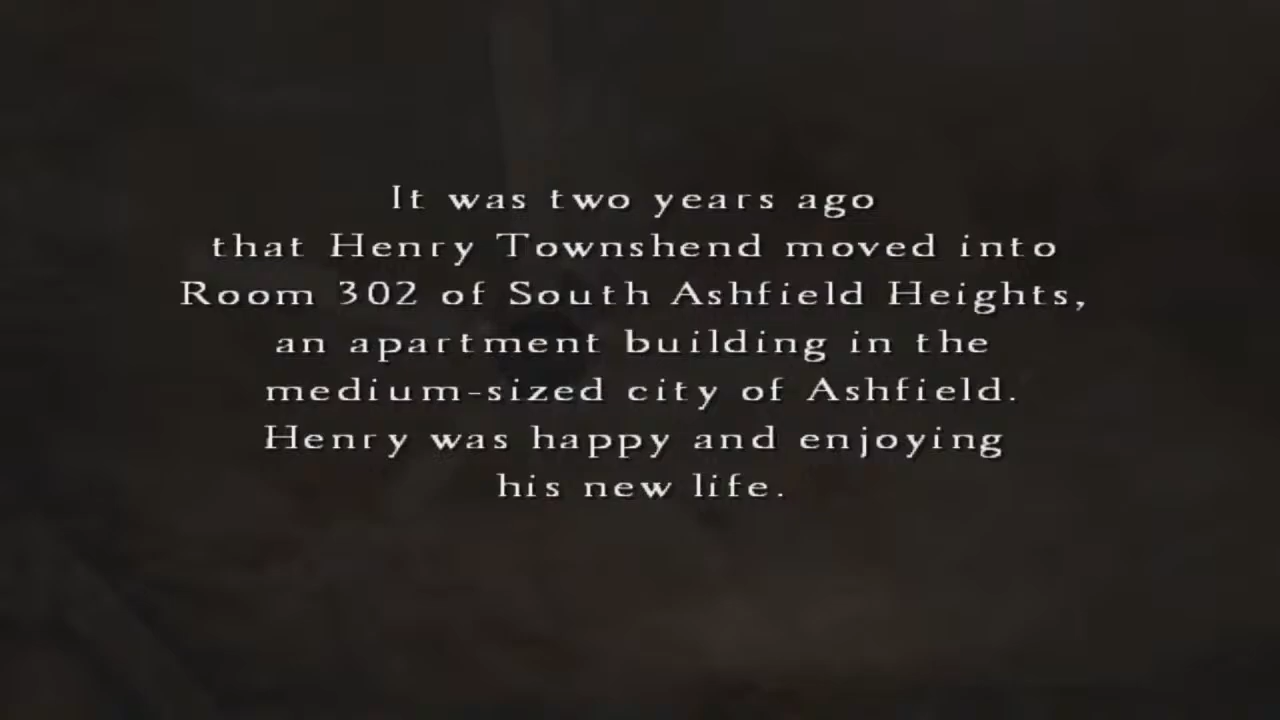 It was two years ago
that Henry Townshend moved into
Room 302 of South Ashfield Heights,
an apartment building in the
medium-sized city of Ashfield.
Henry was happy and enjoying
his new life.